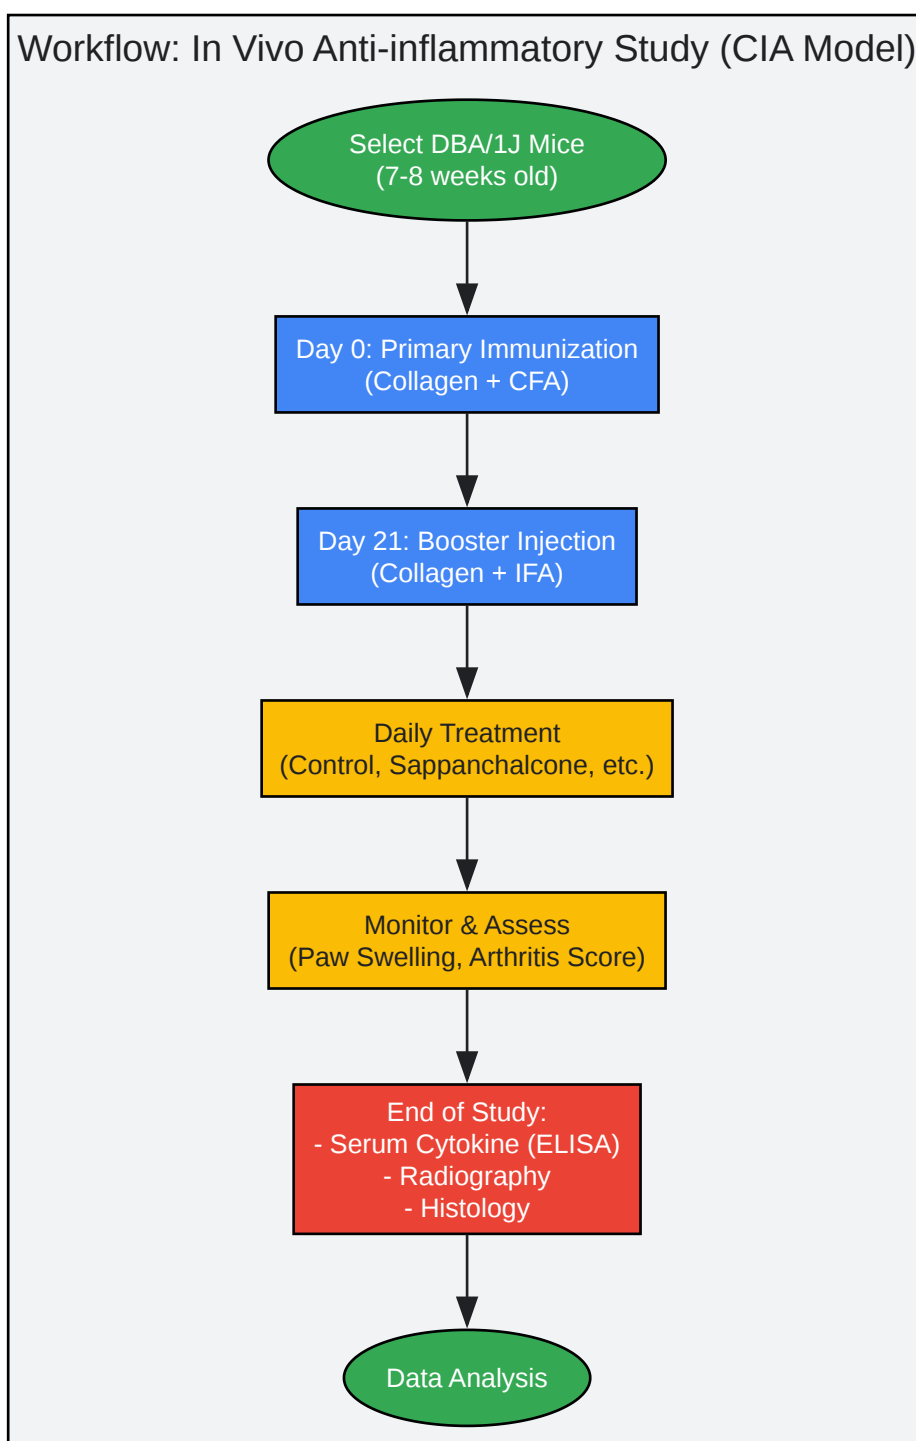 Workflow: In Vivo Anti-inflammatory Study (CIA Model)
Select DBA/1J Mice
(7-8 weeks old)
Day 0: Primary Immunization
(Collagen + CFA)
Day 21: Booster Injection
(Collagen + IFA)
Daily Treatment
(Control, Sappanchalcone, etc.)
Monitor & Assess
(Paw Swelling, Arthritis Score)
End of Study:
- Serum Cytokine (ELISA)
- Radiography
- Histology
Data Analysis